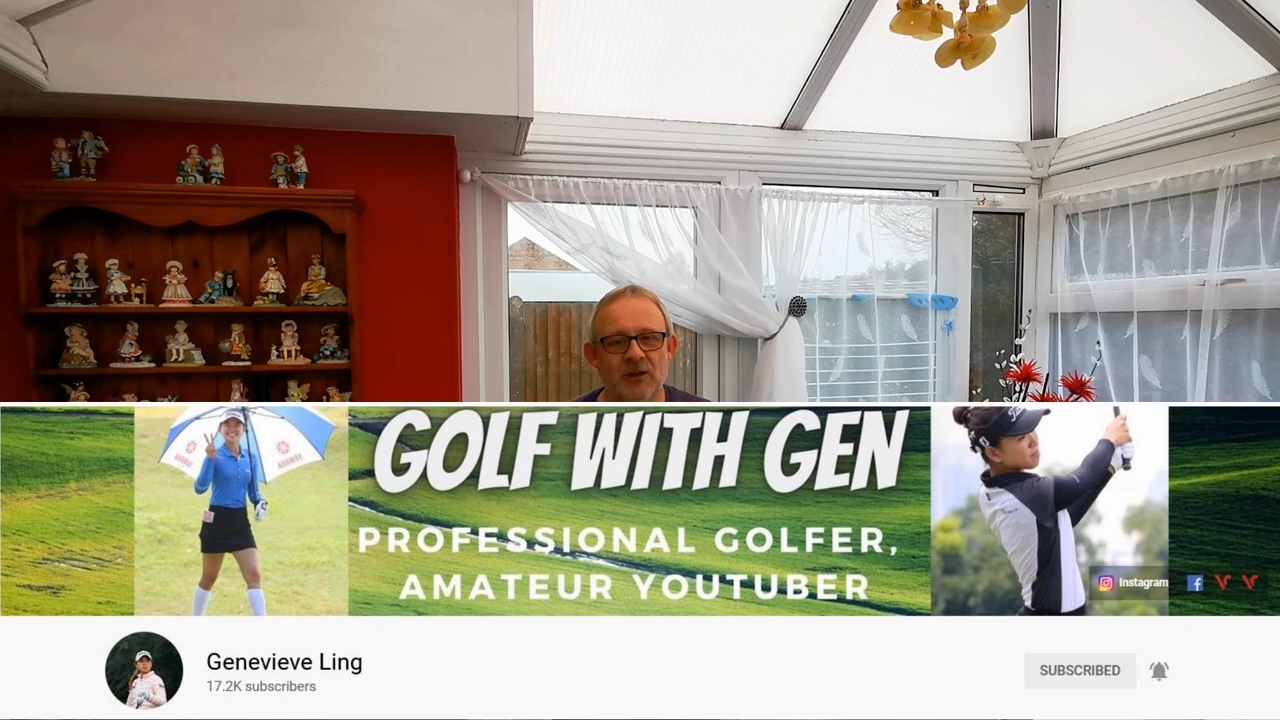 GOLF WITH GEN
PROFESSIONAL GOLFER,
AMATEUR YOUTUBER
Instagram
Genevieve Ling
17.2K subscribers
SUBSCRIBED